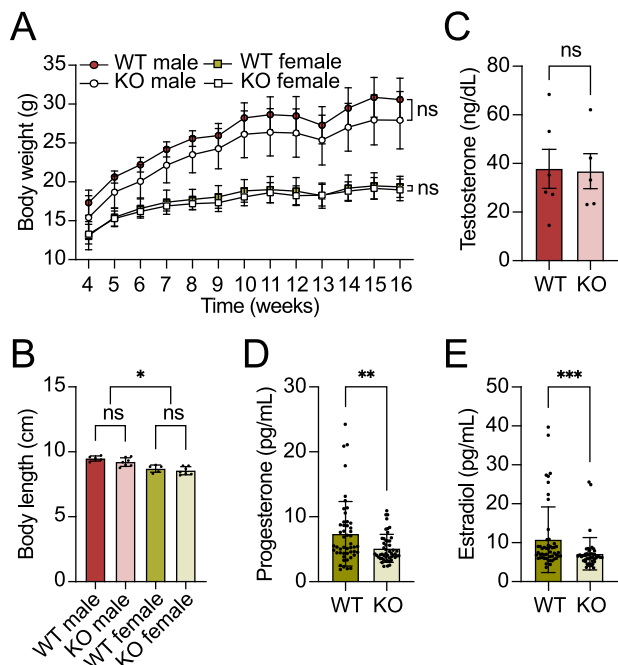 A
WT male WT female
KO male KO female
Body weight (g)
35
30
25
20
15
10
ns
ns
4 5 6 7 8 9 10 11 12 13 14 15 16
Time (weeks)
C
Testosterone (ng/dL)
80
60
40
20
0
ns
WT KO
B
Body length (cm)
15
10
5
0
*
ns ns
WT male
KO male
WT female
KO female
D
Progesterone (pg/mL)
30
20
10
0
**
WT KO
E
Estradiol (pg/mL)
50
40
30
20
10
0
***
WT KO